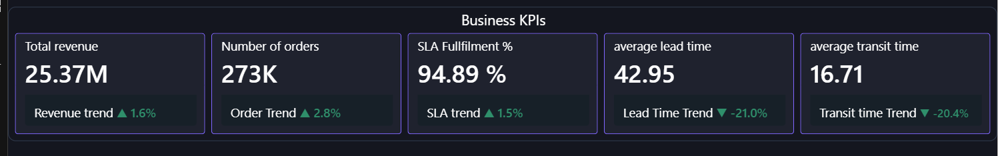 Business KPIs
Total revenue
25.37M
Revenue trend ▲ 1.6%
Number of orders
273K
Order Trend ▲ 2.8%
SLA Fullfilment %
94.89 %
SLA trend ▲ 1.5%
average lead time
42.95
Lead Time Trend ▼ -21.0%
average transit time
16.71
Transit time Trend ▼ -20.4%